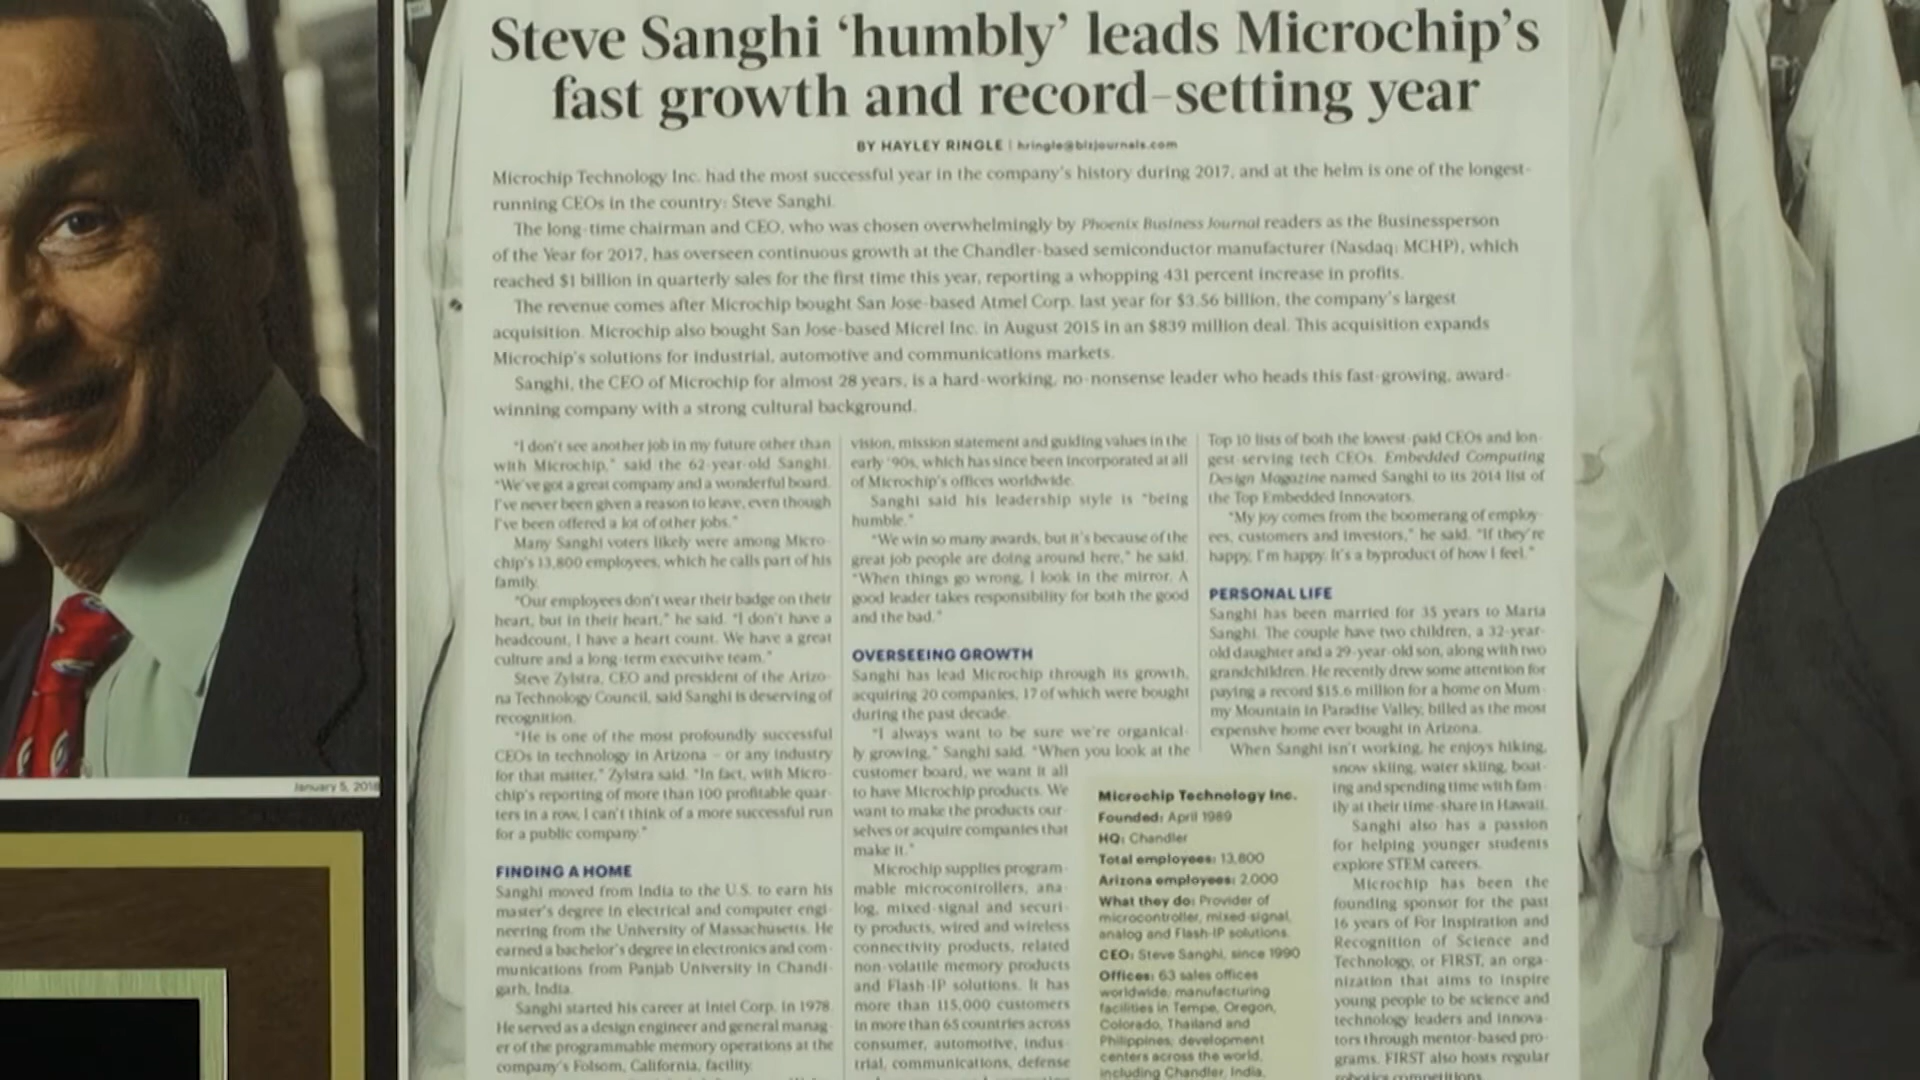 Steve Sanghi ‘humbly’ leads Microchip’s
fast growth and record-setting year
BY HAYLEY RINGLE | hringle@bizjournals.com
Microchip Technology Inc. had the most successful year in the company's history during 2017, and at the helm is one of the longest-
running CEOs in the country: Steve Sanghi.
The long-time chairman and CEO, who was chosen overwhelmingly by Phoenix Business Journal readers as the Businessperson
of the Year for 2017, has overseen continuous growth at the Chandler-based semiconductor manufacturer (Nasdaq: MCHP), which
reached $1 billion in quarterly sales for the first time this year, reporting a whopping 431 percent increase in profits.
The revenue comes after Microchip bought San Jose-based Atmel Corp. last year for $3.56 billion, the company's largest
acquisition. Microchip also bought San Jose-based Micrel Inc. in August 2015 in an $839 million deal. This acquisition expands
Microchip's solutions for industrial, automotive and communications markets.
Sanghi, the CEO of Microchip for almost 28 years, is a hard-working, no-nonsense leader who heads this fast-growing, award-
winning company with a strong cultural background.
"I don't see another job in my future other than
with Microchip," said the 62-year-old Sanghi.
"We've got a great company and a wonderful board.
I've never been given a reason to leave, even though
I've been offered a lot of other jobs."
Many Sanghi voters likely were among Micro-
chip's 13,800 employees, which he calls part of his
family.
"Our employees don't wear their badge on their
heart, but in their heart," he said. "I don't have a
headcount, I have a heart count. We have a great
culture and a long-term executive team."
Steve Zylstra, CEO and president of the Arizo-
na Technology Council, said Sanghi is deserving of
recognition.
"He is one of the most profoundly successful
CEOs in technology in Arizona – or any industry
for that matter," Zylstra said. "In fact, with Micro-
chip's reporting of more than 100 profitable quar-
ters in a row, I can't think of a more successful run
for a public company."
FINDING A HOME
Sanghi moved from India to the U.S. to earn his
master's degree in electrical and computer engi-
neering from the University of Massachusetts. He
earned a bachelor's degree in electronics and com-
munications from Panjab University in Chandi-
garh, India.
Sanghi started his career at Intel Corp. in 1978.
He served as a design engineer and general manag-
er of the programmable memory operations at the
company's Folsom, California, facility.
vision, mission statement and guiding values in the
early '90s, which has since been incorporated at all
of Microchip's offices worldwide.
Sanghi said his leadership style is "being
humble."
"We win so many awards, but it's because of the
great job people are doing around here," he said.
"When things go wrong, I look in the mirror. A
good leader takes responsibility for both the good
and the bad."
OVERSEEING GROWTH
Sanghi has lead Microchip through its growth,
acquiring 20 companies, 17 of which were bought
during the past decade.
"I always want to be sure we're organical-
ly growing," Sanghi said. "When you look at the
customer board, we want it all
to have Microchip products. We
want to make the products our-
selves or acquire companies that
make it."
Microchip supplies program-
mable microcontrollers, ana-
log, mixed-signal and securi-
ty products, wired and wireless
connectivity products, related
non-volatile memory products
and Flash-IP solutions. It has
more than 115,000 customers
in more than 65 countries across
consumer, automotive, indus-
trial, communications, defense
Top 10 lists of both the lowest-paid CEOs and lon-
gest-serving tech CEOs. Embedded Computing
Design Magazine named Sanghi to its 2014 list of
the Top Embedded Innovators.
"My joy comes from the boomerang of employ-
ees, customers and investors," he said. "If they're
happy, I'm happy. It's a byproduct of how I feel."
PERSONAL LIFE
Sanghi has been married for 35 years to Maria
Sanghi. The couple have two children, a 32-year-
old daughter and a 29-year-old son, along with two
grandchildren. He recently drew some attention for
paying a record $15.6 million for a home on Mum-
my Mountain in Paradise Valley, billed as the most
expensive home ever bought in Arizona.
When Sanghi isn't working, he enjoys hiking,
snow skiing, water skiing, boat-
ing and spending time with fam-
ily at their time-share in Hawaii.
Sanghi also has a passion
for helping younger students
explore STEM careers.
Microchip has been the
founding sponsor for the past
16 years of For Inspiration and
Recognition of Science and
Technology, or FIRST, an orga-
nization that aims to inspire
young people to be science and
technology leaders and innova-
tors through mentor-based pro-
grams. FIRST also hosts regular
robotics competitions.
Microchip Technology Inc.
Founded: April 1989
HQ: Chandler
Total employees: 13,800
Arizona employees: 2,000
What they do: Provider of
microcontroller, mixed-signal,
analog and Flash-IP solutions.
CEO: Steve Sanghi, since 1990
Offices: 63 sales offices
worldwide; manufacturing
facilities in Tempe, Oregon,
Colorado, Thailand and
Philippines; development
centers across the world,
including Chandler, India,
January 5, 2018